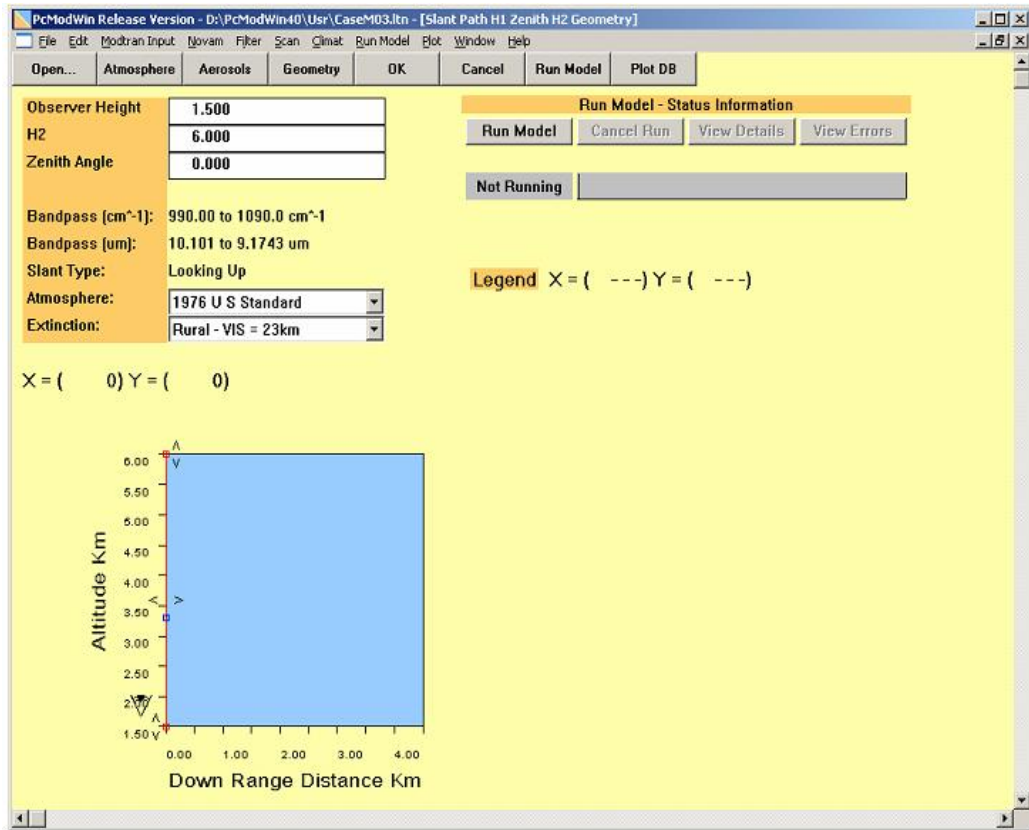 PcModWin Release Version - D:\PcModWin40\Usr\CaseM03.ltn - [Slant Path H1 Zenith H2 Geometry]
File Edit Modtran Input Novam Filter Scan Climat Run Model Plot Window Help
Open... Atmosphere Aerosols Geometry OK Cancel Run Model Plot DB
Observer Height 1.500
H2 6.000
Zenith Angle 0.000
Bandpass (cm^-1): 990.00 to 1090.0 cm^-1
Bandpass (um): 10.101 to 9.1743 um
Slant Type: Looking Up
Atmosphere: 1976 U S Standard
Extinction: Rural - VIS = 23km
Run Model - Status Information
Run Model Cancel Run View Details View Errors
Not Running
Legend X = ( ---) Y = ( ---)
X = ( 0) Y = ( 0)
Altitude Km
6.00
5.50
5.00
4.50
4.00
3.50
3.00
2.50
1.50
0.00 1.00 2.00 3.00 4.00
Down Range Distance Km